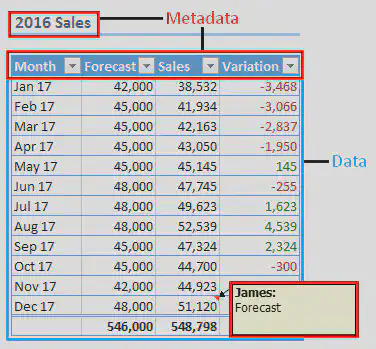 2016 Sales
Metadata
Month Forecast Sales Variation
Jan 17 42,000 38,532 -3,468
Feb 17 45,000 41,934 -3,066
Mar 17 45,000 42,163 -2,837
Apr 17 45,000 43,050 -1,950
May 17 45,000 45,145 145
Data
Jun 17 48,000 47,745 -255
Jul 17 48,000 49,623 1,623
Aug 17 48,000 52,539 4,539
Sep 17 45,000 47,324 2,324
Oct 17 45,000 44,700 -300
Nov 17 42,000 44,923
Dec 17 48,000 51,120
James:
Forecast
546,000 548,798